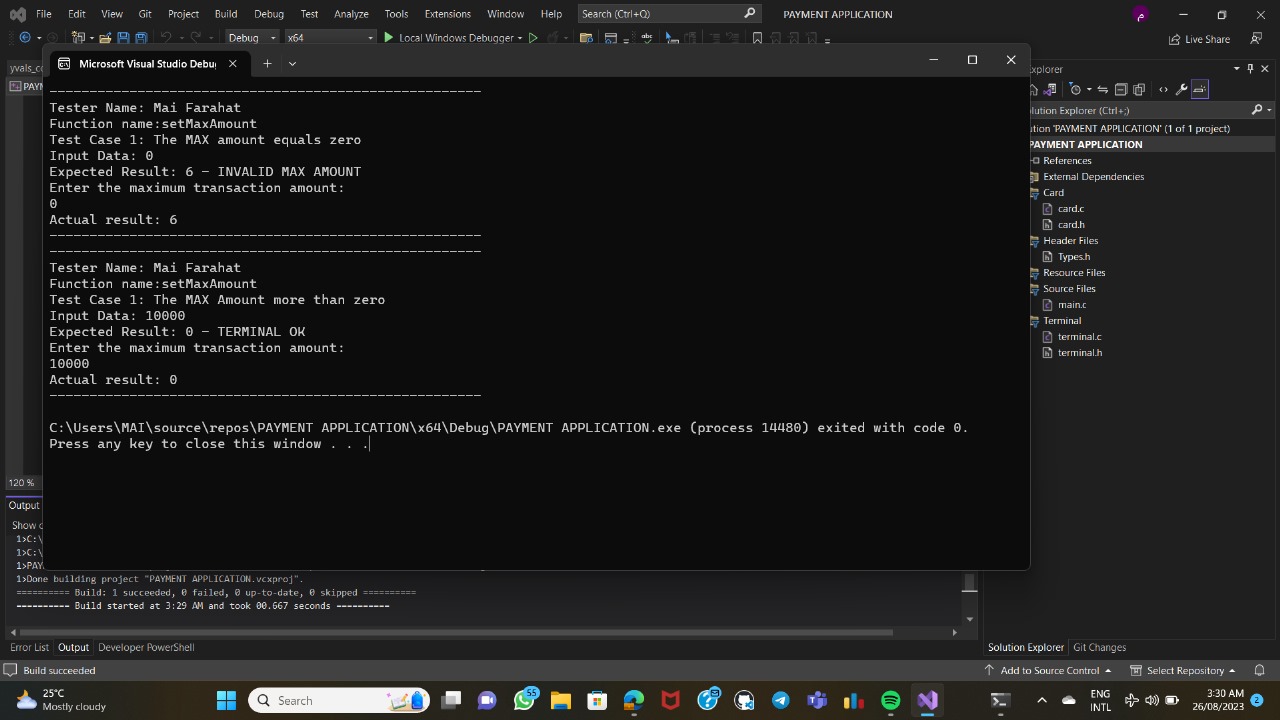 File Edit View Git Project Build Debug Test Analyze Tools Extensions Window Help Search (Ctrl+Q) PAYMENT APPLICATION م
Debug x64 Local Windows Debugger Live Share
Microsoft Visual Studio Debug
Explorer
Solution Explorer (Ctrl+;)
-------------------------------------------------------
Tester Name: Mai Farahat
Function name:setMaxAmount
Test Case 1: The MAX amount equals zero
Input Data: 0
Expected Result: 6 - INVALID MAX AMOUNT
Enter the maximum transaction amount:
0
Actual result: 6
-------------------------------------------------------
-------------------------------------------------------
Tester Name: Mai Farahat
Function name:setMaxAmount
Test Case 1: The MAX Amount more than zero
Input Data: 10000
Expected Result: 0 - TERMINAL OK
Enter the maximum transaction amount:
10000
Actual result: 0
-------------------------------------------------------
C:\Users\MAI\source\repos\PAYMENT APPLICATION\x64\Debug\PAYMENT APPLICATION.exe (process 14480) exited with code 0.
Press any key to close this window . . .
'PAYMENT APPLICATION' (1 of 1 project)
PAYMENT APPLICATION
References
External Dependencies
Card
card.c
card.h
Header Files
Types.h
Resource Files
Source Files
main.c
Terminal
terminal.c
terminal.h
120 %
Output
Show
1>C:\
1>C:\
1>PAY
1>Done building project "PAYMENT APPLICATION.vcxproj".
========== Build: 1 succeeded, 0 failed, 0 up-to-date, 0 skipped ==========
========== Build started at 3:29 AM and took 00.667 seconds ==========
Error List Output Developer PowerShell
Solution Explorer Git Changes
Build succeeded Add to Source Control Select Repository
25°C
Mostly cloudy
Search
55
ENG
INTL
3:30 AM
26/08/2023
2